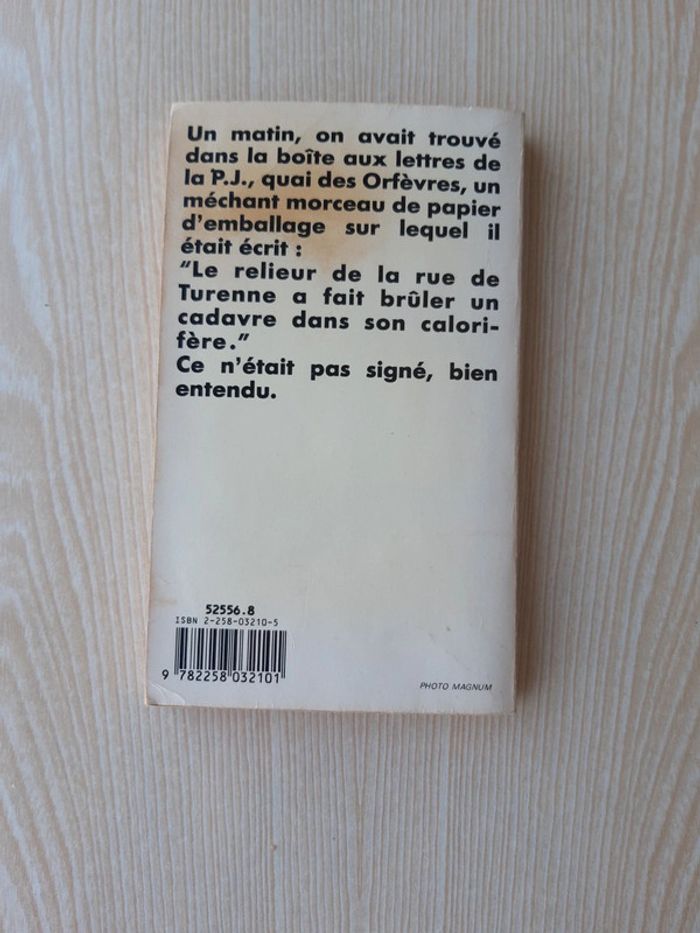 Un matin, on avait trouvé
dans la boîte aux lettres de
la P.J., quai des Orfèvres, un
méchant morceau de papier
d'emballage sur lequel il
était écrit :
“Le relieur de la rue de
Turenne a fait brûler un
cadavre dans son calori-
fère.”
Ce n'était pas signé, bien
entendu.
52556.8
ISBN 2-258-03210-5
9 782258 032101
PHOTO MAGNUM